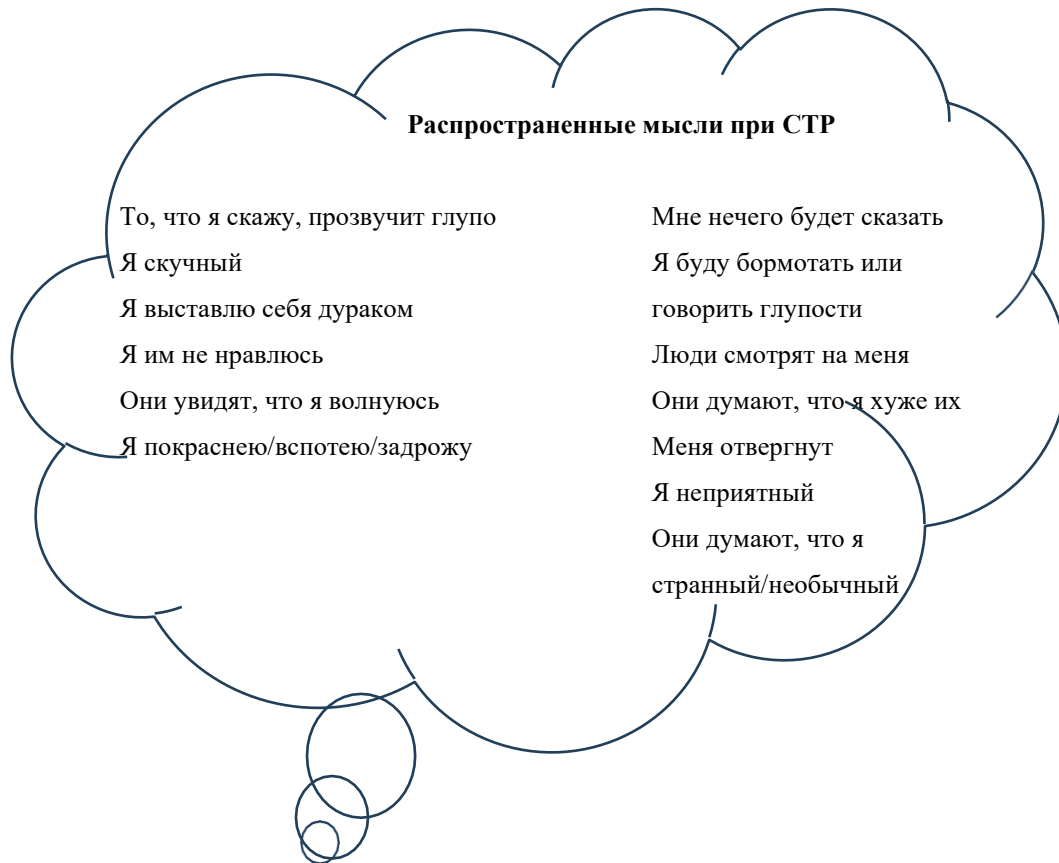 Распространенные мысли при СТР
То, что я скажу, прозвучит глупо
Я скучный
Я выставлю себя дураком
Я им не нравлюсь
Они увидят, что я волнуюсь
Я покраснею/вспотею/задрожу
Мне нечего будет сказать
Я буду бормотать или
говорить глупости
Люди смотрят на меня
Они думают, что я хуже их
Меня отвергнут
Я неприятный
Они думают, что я
странный/необычный